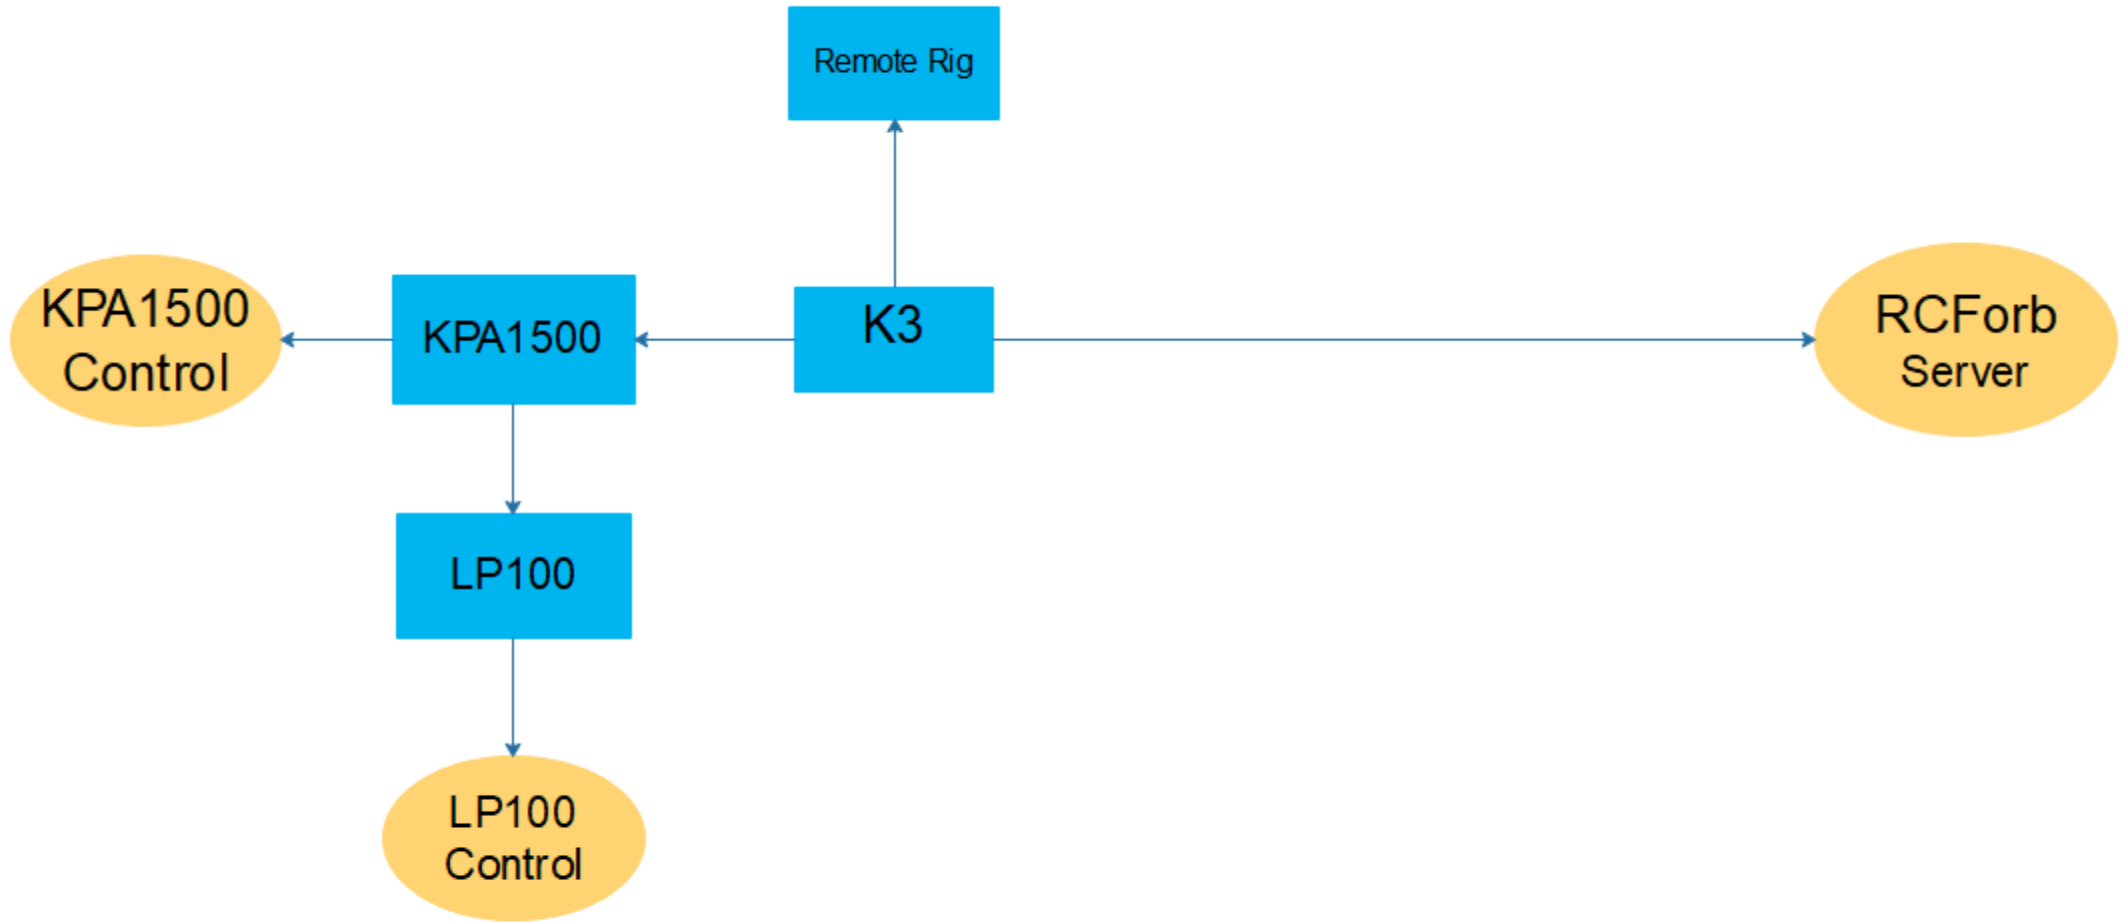 Remote Rig
KPA1500
Control
KPA1500
K3
RCForb
Server
LP100
LP100
Control